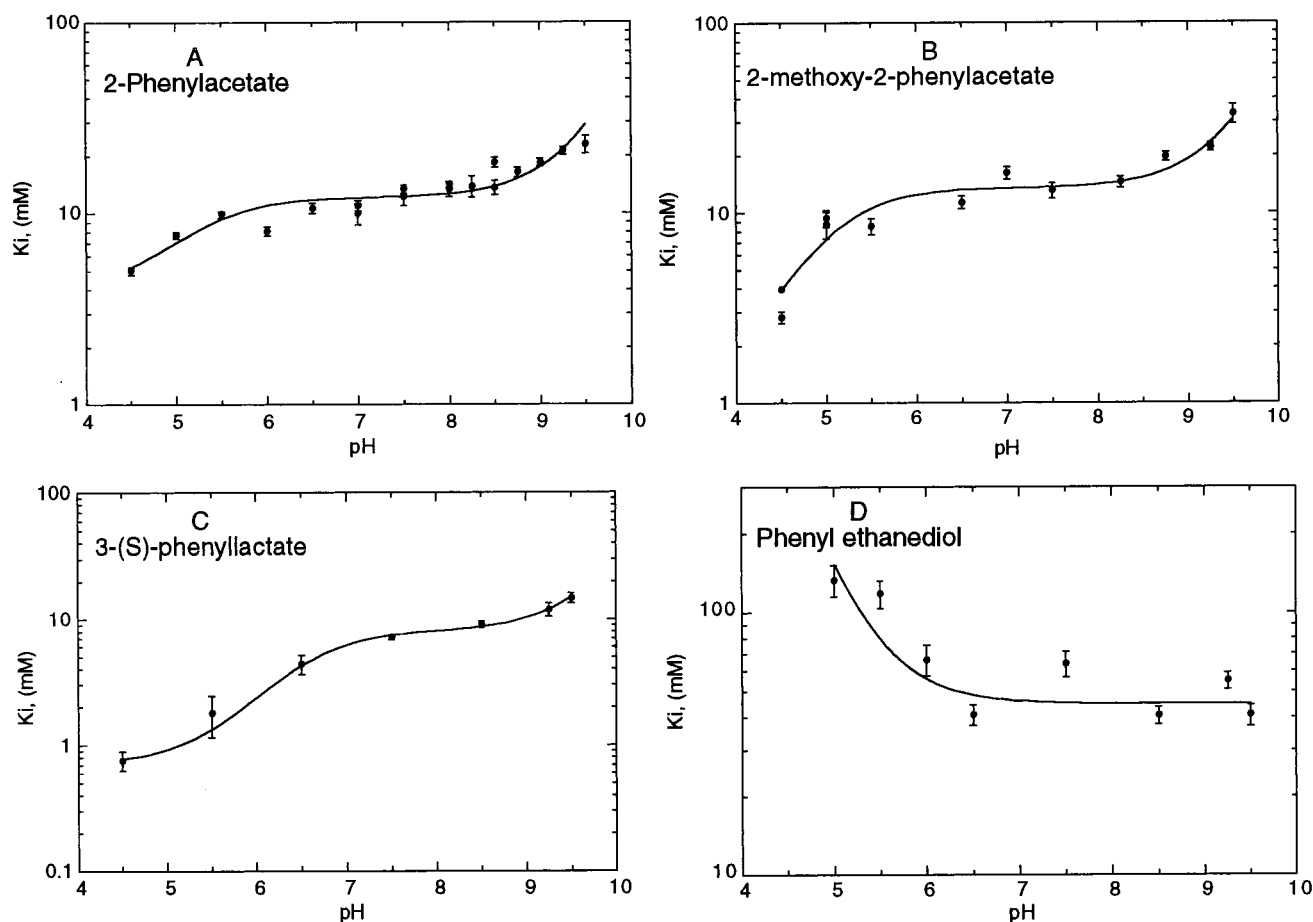 A
2-Phenylacetate
100
10
1
Ki, (mM)
4 5 6 7 8 9 10
pH
B
2-methoxy-2-phenylacetate
100
10
1
Ki, (mM)
4 5 6 7 8 9 10
pH
C
3-(S)-phenyllactate
100
10
1
0.1
Ki, (mM)
4 5 6 7 8 9 10
pH
D
Phenyl ethanediol
100
10
Ki, (mM)
4 5 6 7 8 9 10
pH